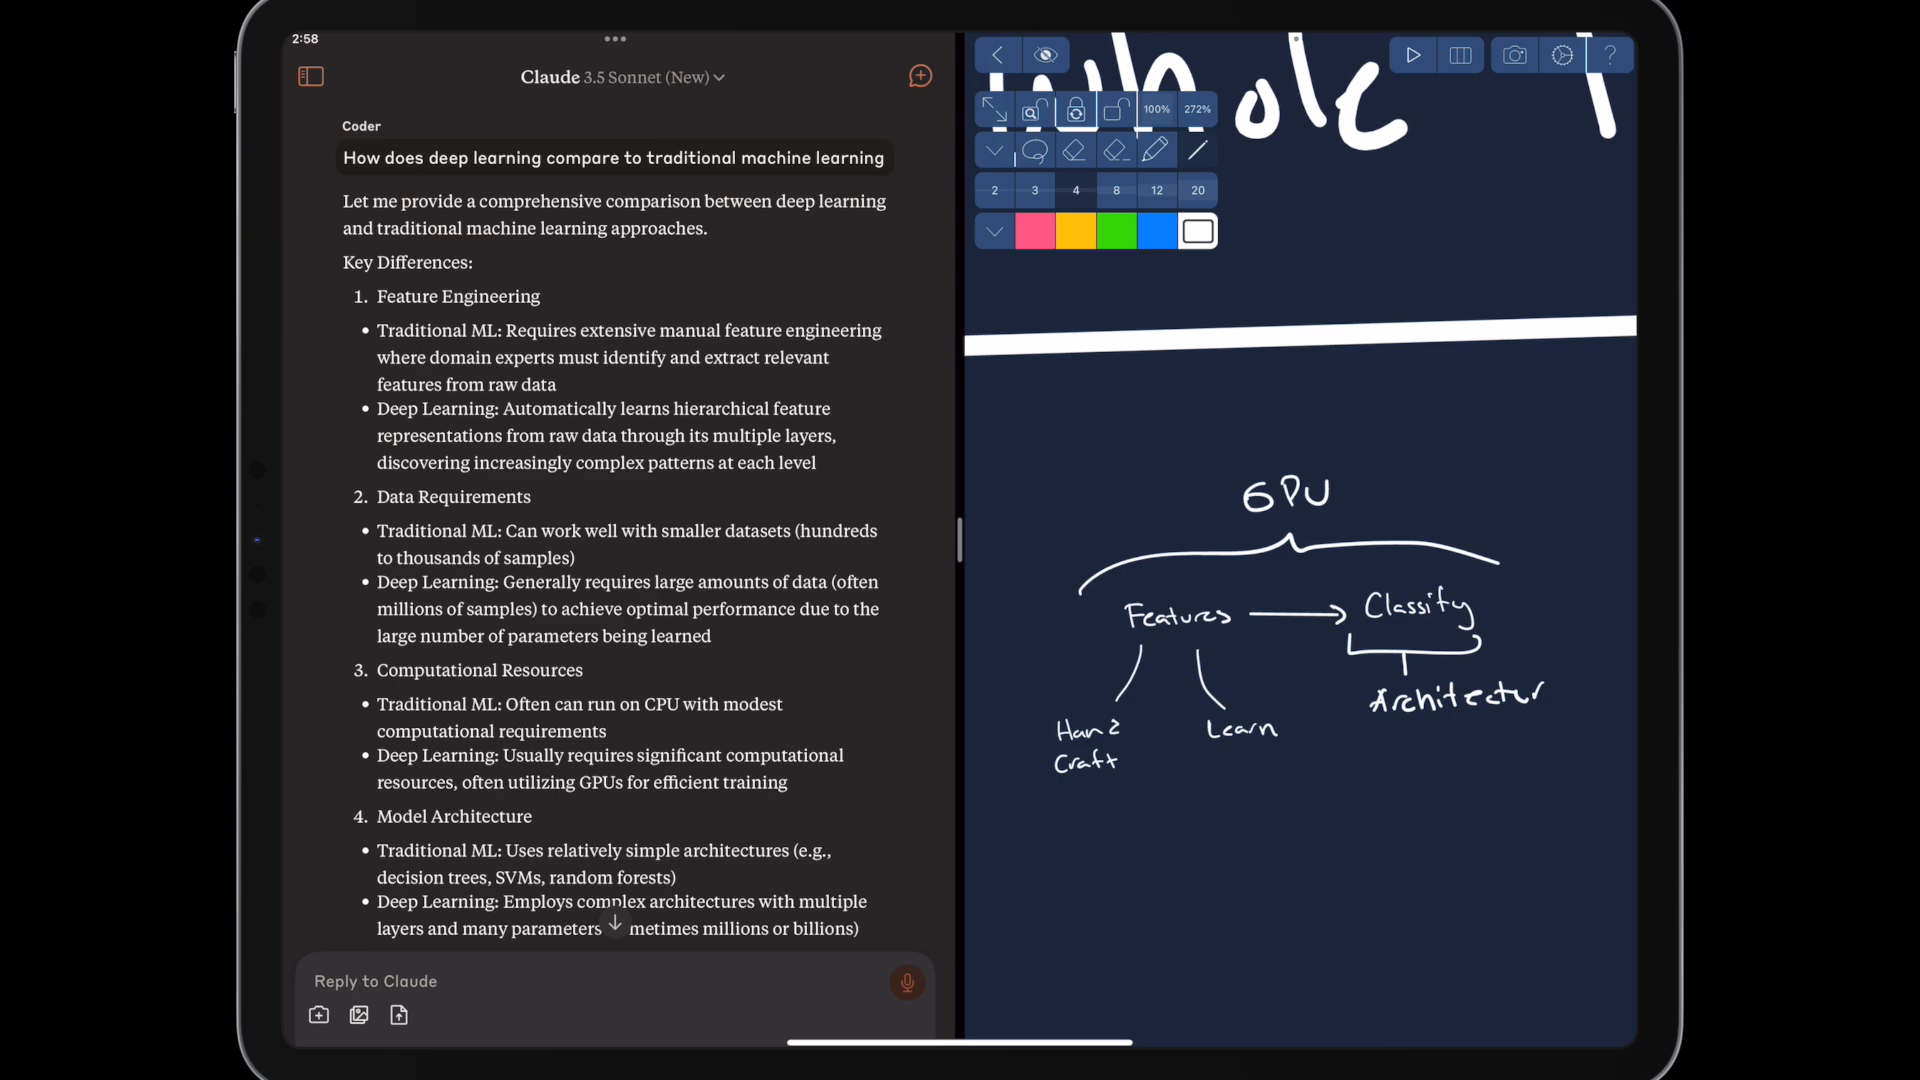 2:58
Claude 3.5 Sonnet (New)
Coder
How does deep learning compare to traditional machine learning
Let me provide a comprehensive comparison between deep learning
and traditional machine learning approaches.
Key Differences:
1. Feature Engineering
• Traditional ML: Requires extensive manual feature engineering
where domain experts must identify and extract relevant
features from raw data
• Deep Learning: Automatically learns hierarchical feature
representations from raw data through its multiple layers,
discovering increasingly complex patterns at each level
2. Data Requirements
• Traditional ML: Can work well with smaller datasets (hundreds
to thousands of samples)
• Deep Learning: Generally requires large amounts of data (often
millions of samples) to achieve optimal performance due to the
large number of parameters being learned
3. Computational Resources
• Traditional ML: Often can run on CPU with modest
computational requirements
• Deep Learning: Usually requires significant computational
resources, often utilizing GPUs for efficient training
4. Model Architecture
• Traditional ML: Uses relatively simple architectures (e.g.,
decision trees, SVMs, random forests)
• Deep Learning: Employs complex architectures with multiple
layers and many parameters metimes millions or billions)
Reply to Claude
?
whole
100% 272%
2 3 4 8 12 20
GPU
Features Classify
Architectur
Hand Learn
Craft